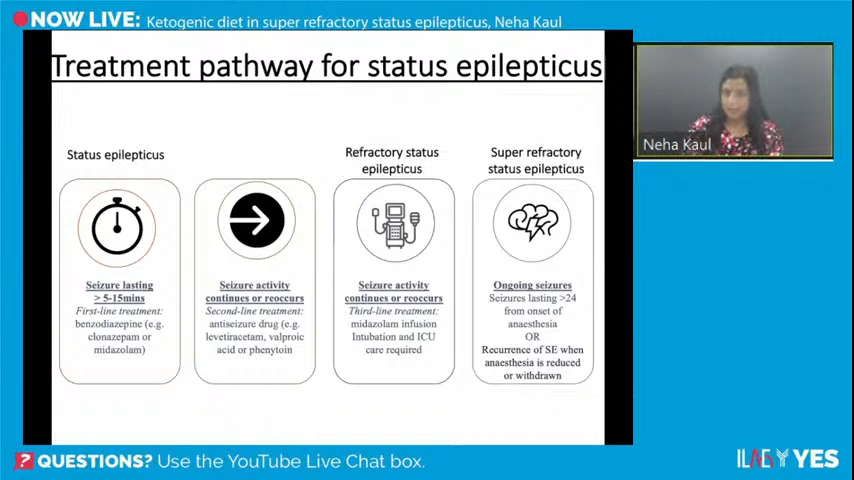 NOW LIVE: Ketogenic diet in super refractory status epilepticus, Neha Kaul
Treatment pathway for status epilepticus
Status epilepticus
Seizure lasting
> 5-15mins
First-line treatment:
benzodiazepine (e.g.
clonazepam or
midazolam)
Seizure activity
continues or reoccurs
Second-line treatment:
antiseizure drug (e.g.
levetiracetam, valproic
acid or phenytoin
Refractory status
epilepticus
Seizure activity
continues or reoccurs
Third-line treatment:
midazolam infusion
Intubation and ICU
care required
Super refractory
status epilepticus
Ongoing seizures
Seizures lasting >24
from onset of
anaesthesia
OR
Recurrence of SE when
anaesthesia is reduced
or withdrawn
Neha Kaul
? QUESTIONS? Use the YouTube Live Chat box.
ILAE YES